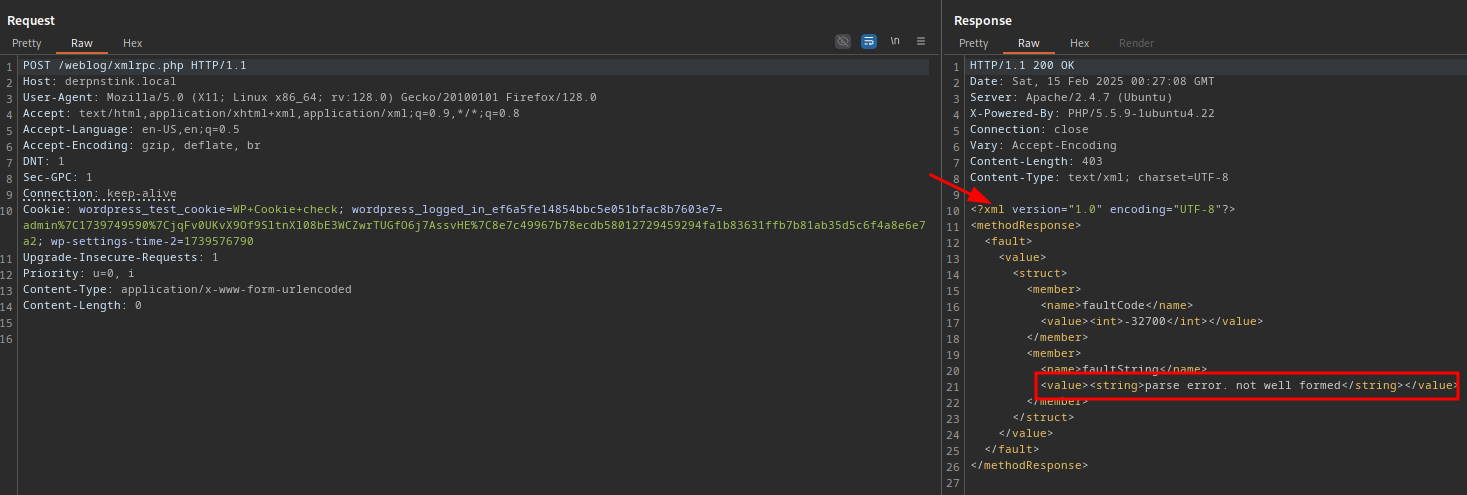 Request
Pretty Raw Hex
\n
1 POST /weblog/xmlrpc.php HTTP/1.1
2 Host: derpnstink.local
3 User-Agent: Mozilla/5.0 (X11; Linux x86_64; rv:128.0) Gecko/20100101 Firefox/128.0
4 Accept: text/html,application/xhtml+xml,application/xml;q=0.9,*/*;q=0.8
5 Accept-Language: en-US,en;q=0.5
6 Accept-Encoding: gzip, deflate, br
7 DNT: 1
8 Sec-GPC: 1
9 Connection: keep-alive
10 Cookie: wordpress_test_cookie=WP+Cookie+check; wordpress_logged_in_ef6a5fe14854bbc5e051bfac8b7603e7=
admin%7C1739749590%7CjqFv0UKvX9Of9SltnXl08bE3WCZwrTUGfO6j7AssvHE%7C8e7c49967b78ecdb58012729459294fa1b83631ffb7b81ab35d5c6f4a8e6e7
a2; wp-settings-time-2=1739576790
11 Upgrade-Insecure-Requests: 1
12 Priority: u=0, i
13 Content-Type: application/x-www-form-urlencoded
14 Content-Length: 0
15
16
Response
Pretty Raw Hex Render
1 HTTP/1.1 200 OK
2 Date: Sat, 15 Feb 2025 00:27:08 GMT
3 Server: Apache/2.4.7 (Ubuntu)
4 X-Powered-By: PHP/5.5.9-1ubuntu4.22
5 Connection: close
6 Vary: Accept-Encoding
7 Content-Length: 403
8 Content-Type: text/xml; charset=UTF-8
9
10 <?xml version="1.0" encoding="UTF-8"?>
11 <methodResponse>
12 <fault>
13 <value>
14 <struct>
15 <member>
16 <name>faultCode</name>
17 <value><int>-32700</int></value>
18 </member>
19 <member>
20 <name>faultString</name>
21 <value><string>parse error. not well formed</string></value>
22 </member>
23 </struct>
24 </value>
25 </fault>
26 </methodResponse>
27